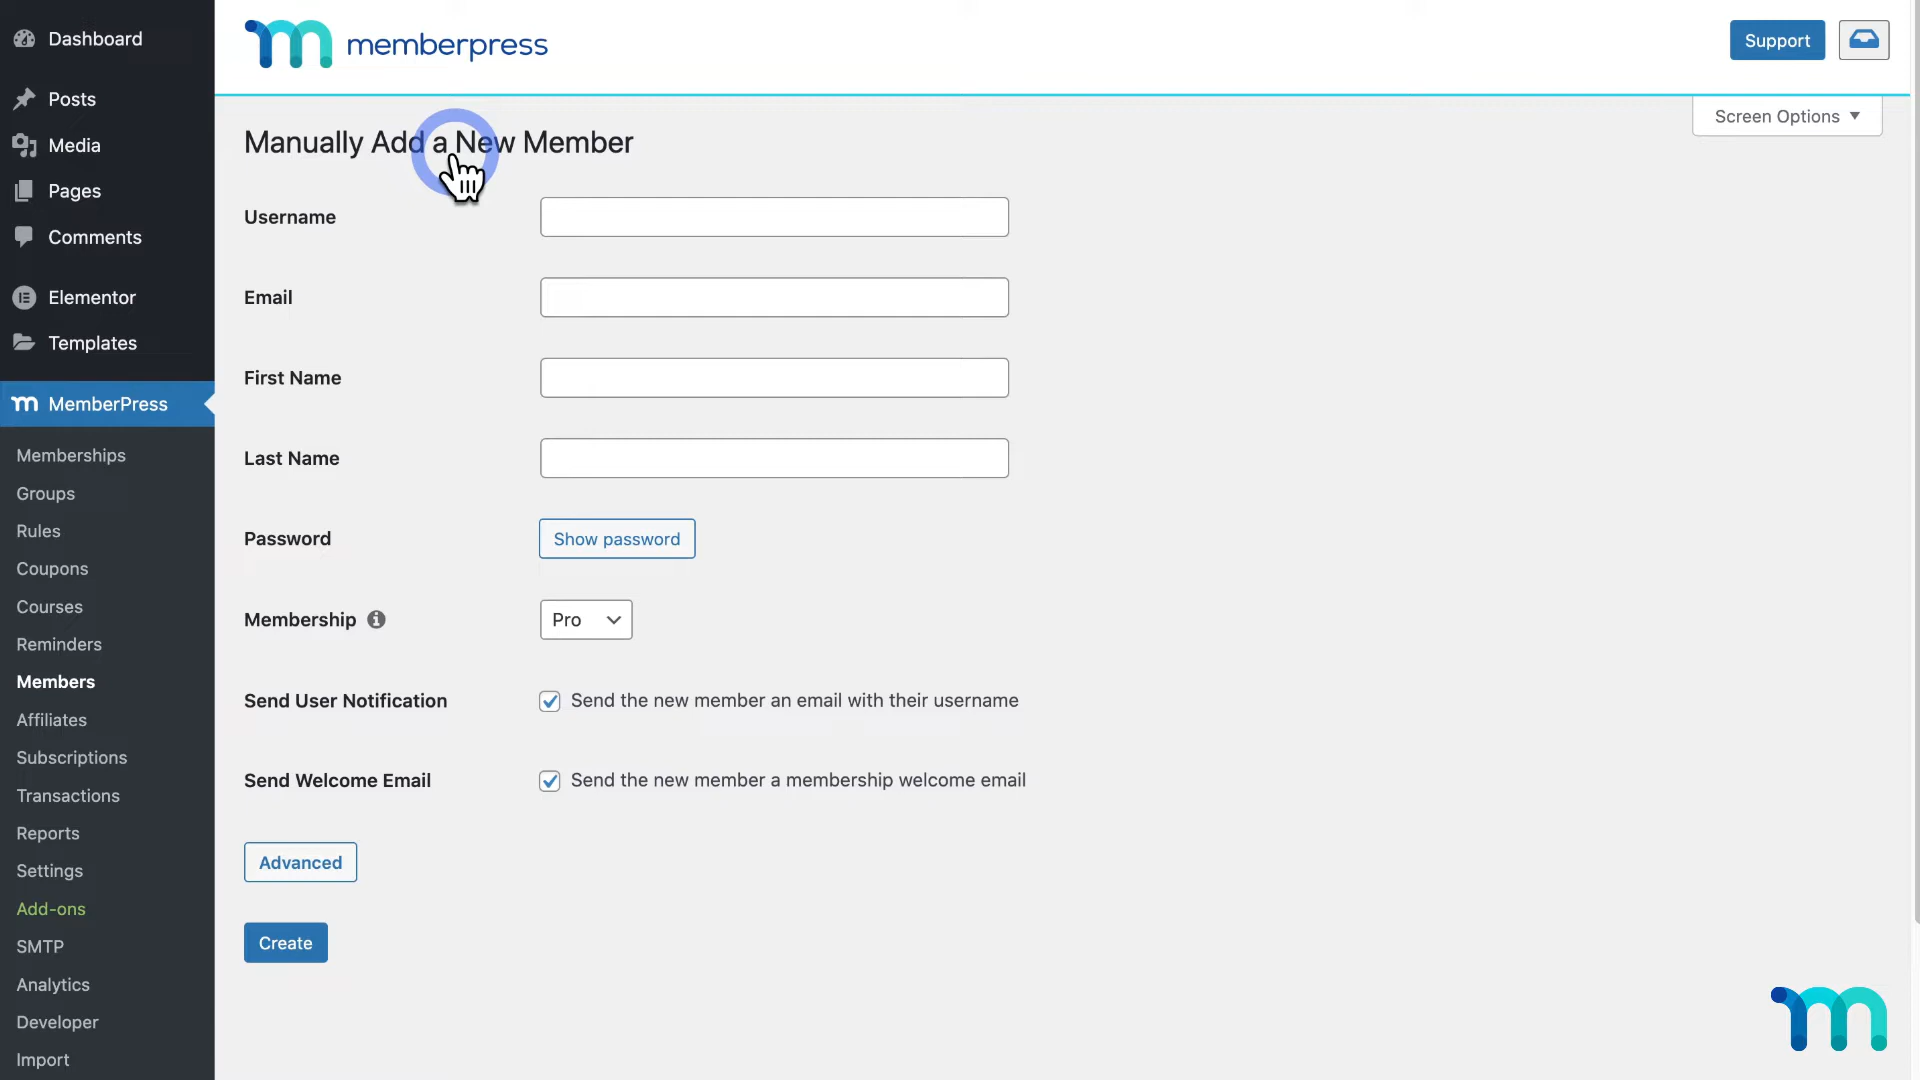 Dashboard
Posts
Media
Pages
Comments
Elementor
Templates
MemberPress
Memberships
Groups
Rules
Coupons
Courses
Reminders
Members
Affiliates
Subscriptions
Transactions
Reports
Settings
Add-ons
SMTP
Analytics
Developer
Import
memberpress
Support
Screen Options
Manually Add a New Member
Username
Email
First Name
Last Name
Password
Show password
Membership
Pro
Send User Notification
Send the new member an email with their username
Send Welcome Email
Send the new member a membership welcome email
Advanced
Create